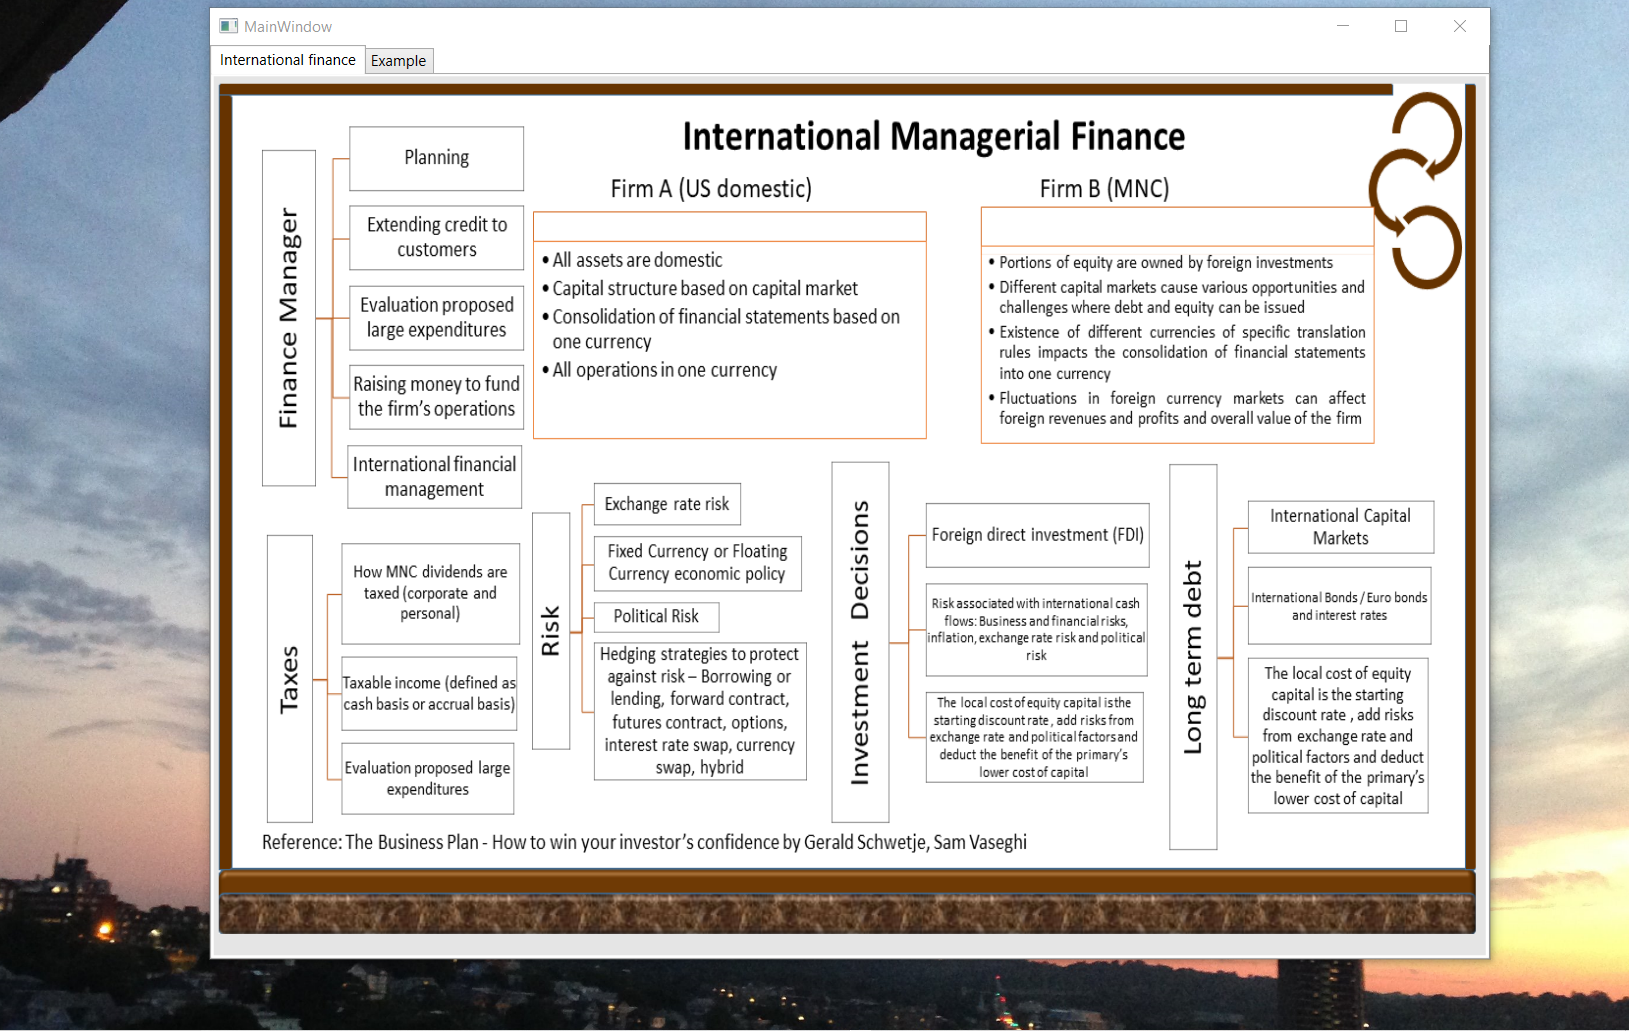 MainWindow
International finance
Example
International Managerial Finance
Finance Manager
Planning
Extending credit to
customers
Evaluation proposed
large expenditures
Raising money to fund
the firm's operations
International financial
management
Firm A (US domestic)
• All assets are domestic
• Capital structure based on capital market
• Consolidation of financial statements based on
one currency
• All operations in one currency
Firm B (MNC)
• Portions of equity are owned by foreign investments
• Different capital markets cause various opportunities and
challenges where debt and equity can be issued
• Existence of different currencies of specific translation
rules impacts the consolidation of financial statements
into one currency
• Fluctuations in foreign currency markets can affect
foreign revenues and profits and overall value of the firm
Taxes
How MNC dividends are
taxed (corporate and
personal)
Taxable income (defined as
cash basis or accrual basis)
Evaluation proposed large
expenditures
Risk
Exchange rate risk
Fixed Currency or Floating
Currency economic policy
Political Risk
Hedging strategies to protect
against risk – Borrowing or
lending, forward contract,
futures contract, options,
interest rate swap, currency
swap, hybrid
Investment Decisions
Foreign direct investment (FDI)
Risk associated with international cash
flows: Business and financial risks,
inflation, exchange rate risk and political
risk
The local cost of equity capital is the
starting discount rate , add risks from
exchange rate and political factors and
deduct the benefit of the primary's
lower cost of capital
Long term debt
International Capital
Markets
International Bonds / Euro bonds
and interest rates
The local cost of equity
capital is the starting
discount rate , add risks
from exchange rate and
political factors and deduct
the benefit of the primary's
lower cost of capital
Reference: The Business Plan - How to win your investor's confidence by Gerald Schwetje, Sam Vaseghi